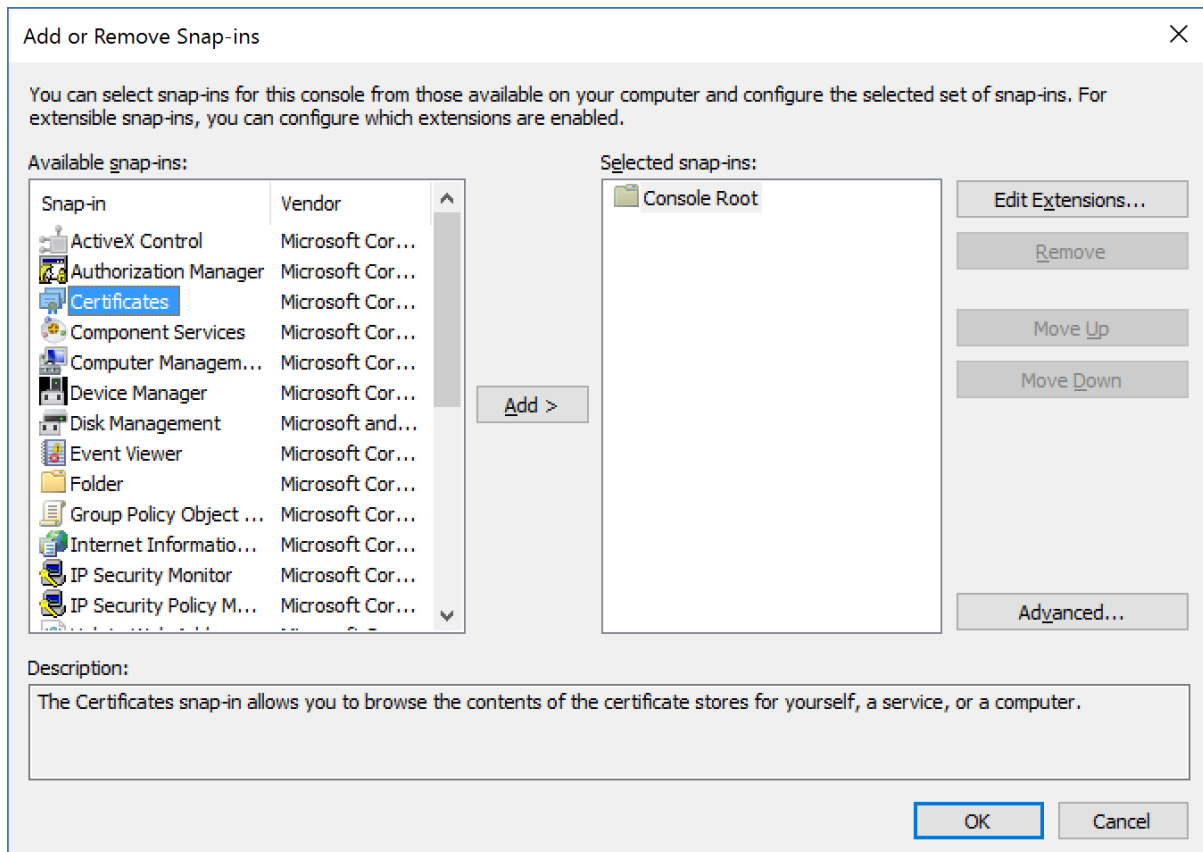 Add or Remove Snap-ins
You can select snap-ins for this console from those available on your computer and configure the selected set of snap-ins. For
extensible snap-ins, you can configure which extensions are enabled.
Available snap-ins:
Snap-in Vendor
ActiveX Control Microsoft Cor...
Authorization Manager Microsoft Cor...
Certificates Microsoft Cor...
Component Services Microsoft Cor...
Computer Managem... Microsoft Cor...
Device Manager Microsoft Cor...
Disk Management Microsoft and...
Event Viewer Microsoft Cor...
Folder Microsoft Cor...
Group Policy Object ... Microsoft Cor...
Internet Informatio... Microsoft Cor...
IP Security Monitor Microsoft Cor...
IP Security Policy M... Microsoft Cor...
Add >
Selected snap-ins:
Console Root
Edit Extensions...
Remove
Move Up
Move Down
Advanced...
Description:
The Certificates snap-in allows you to browse the contents of the certificate stores for yourself, a service, or a computer.
OK
Cancel